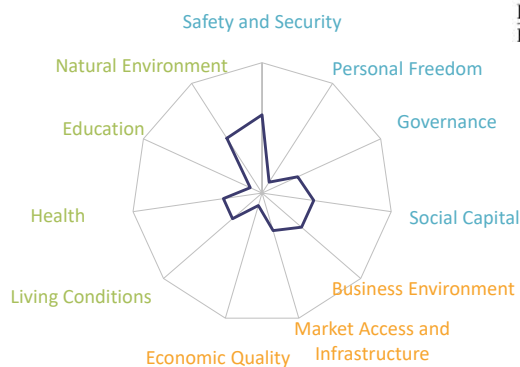 Safety and Security
Natural Environment
Personal Freedom
Education
Governance
Health
Social Capital
Living Conditions
Business Environment
Market Access and
Infrastructure
Economic Quality